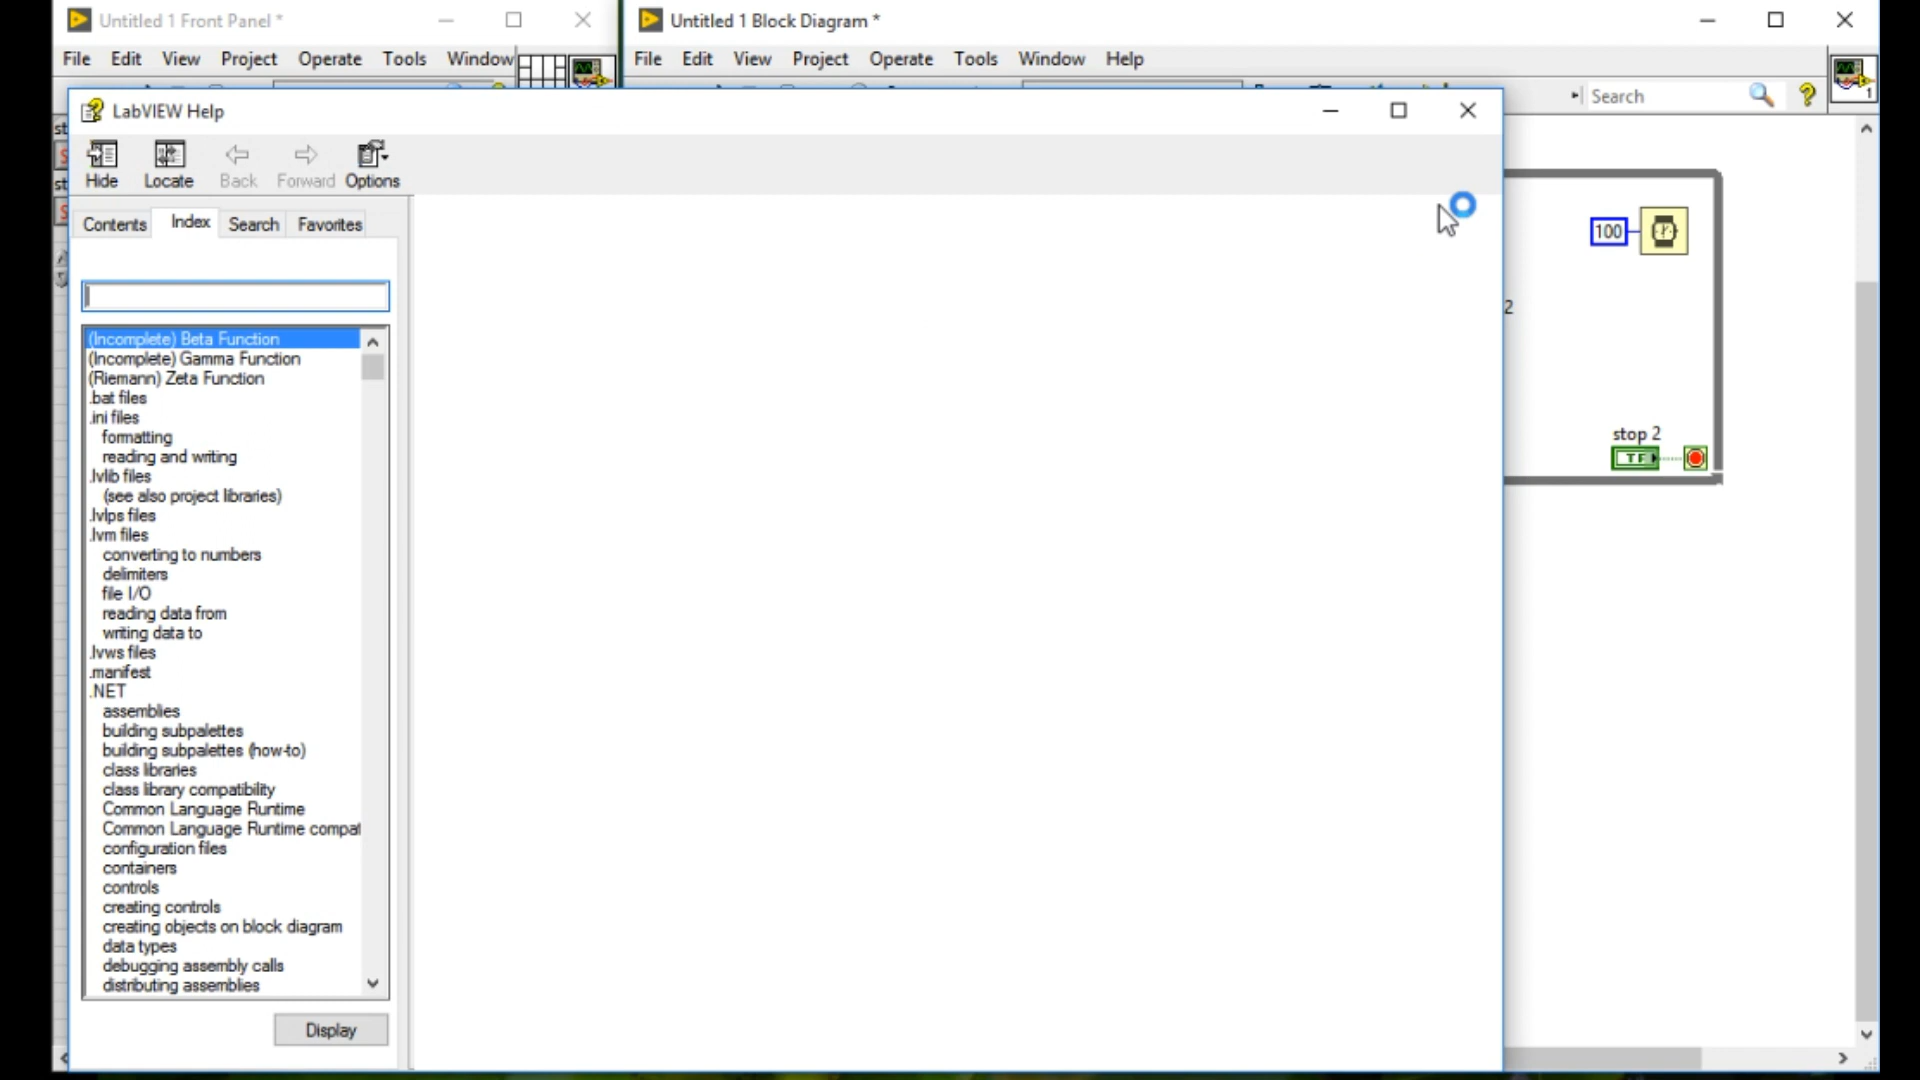 Untitled 1 Front Panel *
Untitled 1 Block Diagram *
File Edit View Project Operate Tools Window
File Edit View Project Operate Tools Window Help
Search
1
LabVIEW Help
Hide Locate Back Forward Options
Contents Index Search Favorites
(Incomplete) Beta Function
(Incomplete) Gamma Function
(Riemann) Zeta Function
.bat files
.ini files
formatting
reading and writing
.lvlib files
(see also project libraries)
.lvlps files
.lvm files
converting to numbers
delimiters
file I/O
reading data from
writing data to
.lvws files
.manifest
.NET
assemblies
building subpalettes
building subpalettes (how-to)
class libraries
class library compatibility
Common Language Runtime
Common Language Runtime compat
configuration files
containers
controls
creating controls
creating objects on block diagram
data types
debugging assembly calls
distributing assemblies
Display
100
2
stop 2
TF